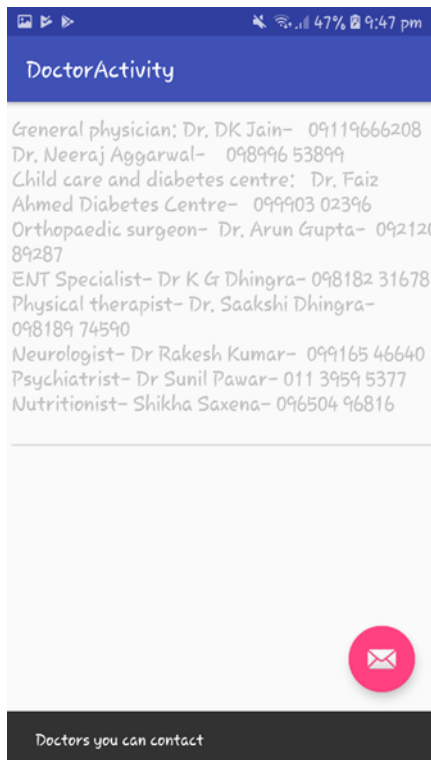 47% 9:47 pm
DoctorActivity
General physician: Dr. DK Jain- 09119666208
Dr. Neeraj Aggarwal- 098996 53899
Child care and diabetes centre: Dr. Faiz
Ahmed Diabetes Centre- 099903 02396
Orthopaedic surgeon- Dr. Arun Gupta- 092120
89287
ENT Specialist- Dr K G Dhingra- 098182 31678
Physical therapist- Dr. Saakshi Dhingra-
098189 74590
Neurologist- Dr Rakesh Kumar- 099165 46640
Psychiatrist- Dr Sunil Pawar- 011 3959 5377
Nutritionist- Shikha Saxena- 096504 96816
Doctors you can contact